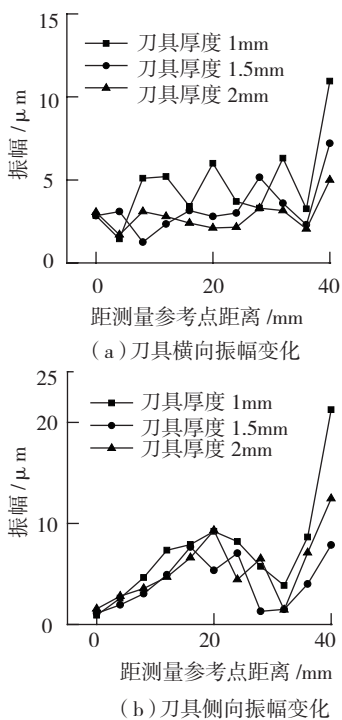 15
10
5
0
振幅 /μm
刀具厚度 1mm
刀具厚度 1.5mm
刀具厚度 2mm
0 20 40
距测量参考点距离 /mm
(a)刀具横向振幅变化
25
20
10
0
振幅 /μm
刀具厚度 1mm
刀具厚度 1.5mm
刀具厚度 2mm
0 20 40
距测量参考点距离 /mm
(b)刀具侧向振幅变化